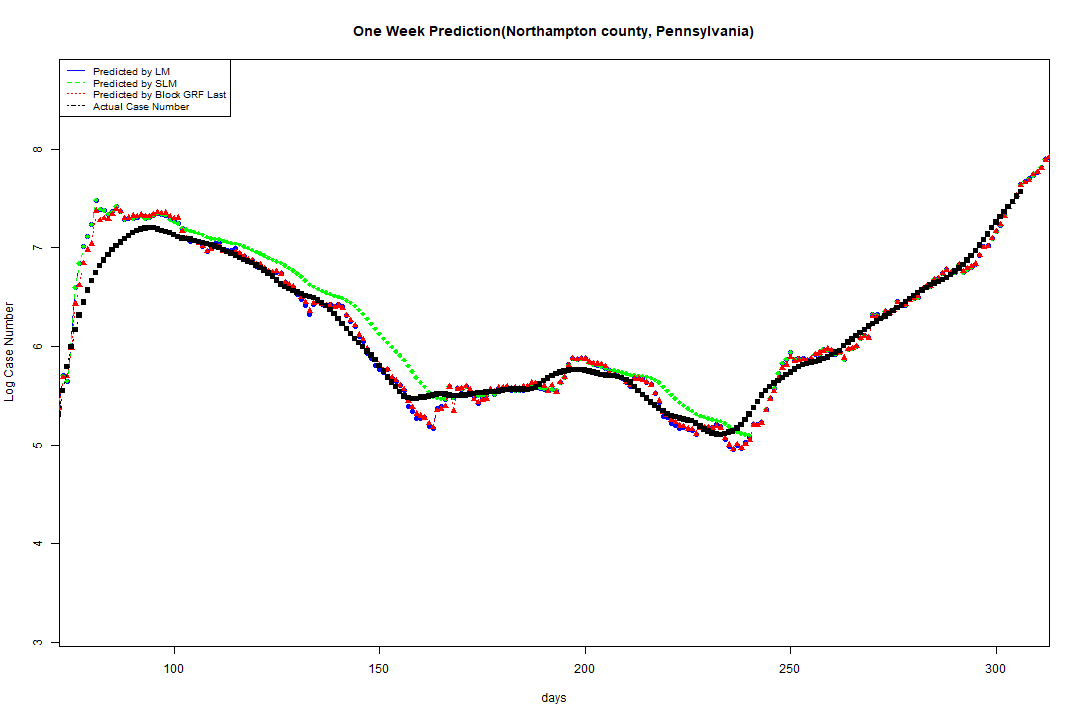 One Week Prediction(Northampton county, Pennsylvania)
Predicted by LM
Predicted by SLM
Predicted by Block GRF Last
Actual Case Number
8
7
6
5
4
3
Log Case Number
100 150 200 250 300
days